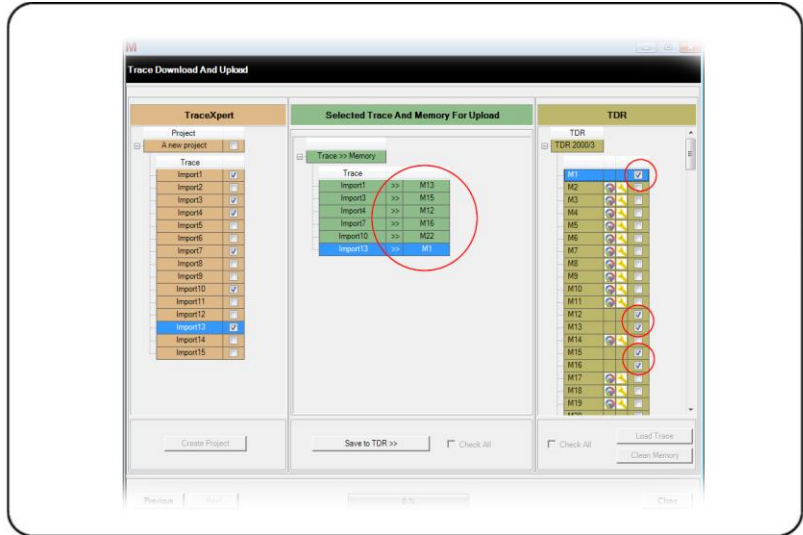 M
Trace Download And Upload
TraceXpert
Project
A new project
Trace
Import1
Import2
Import3
Import4
Import5
Import6
Import7
Import8
Import9
Import10
Import11
Import12
Import13
Import14
Import15
Create Project
Selected Trace And Memory For Upload
Trace >> Memory
Trace
Import1 >> M13
Import3 >> M15
Import4 >> M12
Import7 >> M16
Import10 >> M22
Import13 >> M1
Save to TDR >>
Check All
TDR
TDR
TDR 2000/3
M1
M2
M3
M4
M5
M6
M7
M8
M9
M10
M11
M12
M13
M14
M15
M16
M17
M18
M19
M20
Check All
Load Trace
Clean Memory
Previous
Next
0 %
Close